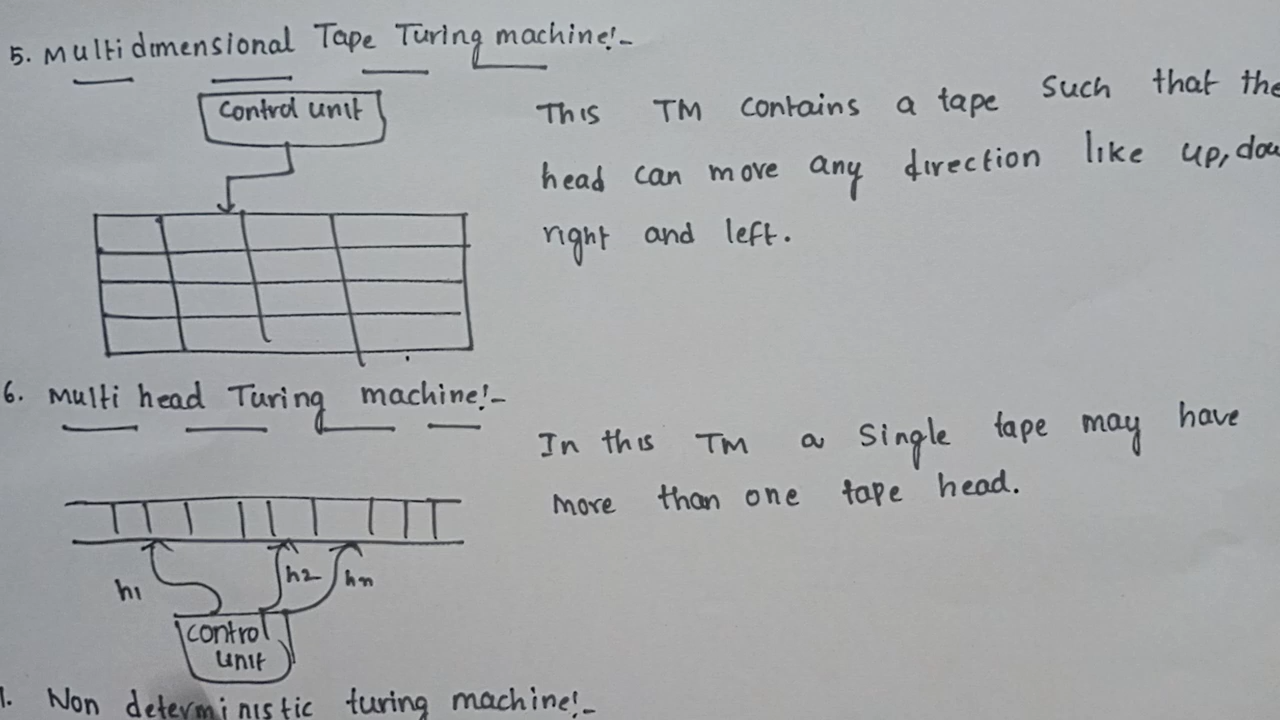 5. Multidimensional Tape Turing machine!-
control unit
This TM contains a tape such that the
head can move any direction like up, dow
right and left.
6. Multi head Turing machine!-
In this TM a single tape may have
more than one tape head.
h1 h2 hn
control
unit
1. Non deterministic turing machine!-